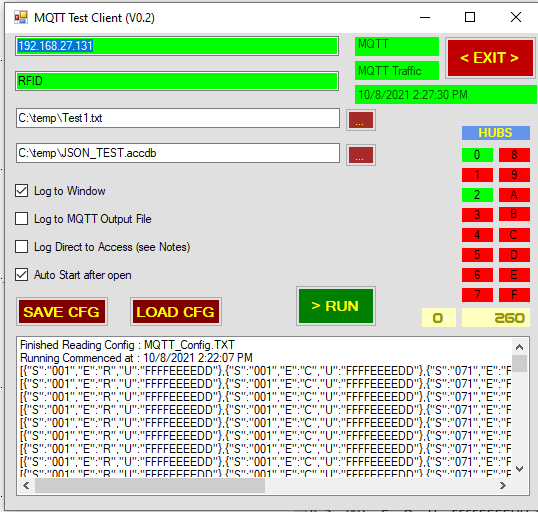 MQTT Test Client (V0.2)
192.168.27.131
MQTT
< EXIT >
RFID
MQTT Traffic
10/8/2021 2:27:30 PM
C:\temp\Test1.txt
...
C:\temp\JSON_TEST.accdb
...
HUBS
0 8
1 9
2 A
3 B
4 C
5 D
6 E
7 F
Log to Window
Log to MQTT Output File
Log Direct to Access (see Notes)
Auto Start after open
SAVE CFG
LOAD CFG
> RUN
0
260
Finished Reading Config : MQTT_Config.TXT
Running Commenced at : 10/8/2021 2:22:07 PM
[{"S":"001","E":"R","U":"FFFFEEEEDD"},{"S":"001","E":"C","U":"FFFFEEEEDD"},{"S":"071","E":"F
[{"S":"001","E":"R","U":"FFFFEEEEDD"},{"S":"001","E":"C","U":"FFFFEEEEDD"},{"S":"071","E":"F
[{"S":"001","E":"R","U":"FFFFEEEEDD"},{"S":"001","E":"C","U":"FFFFEEEEDD"},{"S":"071","E":"F
[{"S":"001","E":"R","U":"FFFFEEEEDD"},{"S":"001","E":"C","U":"FFFFEEEEDD"},{"S":"071","E":"F
[{"S":"001","E":"R","U":"FFFFEEEEDD"},{"S":"001","E":"C","U":"FFFFEEEEDD"},{"S":"071","E":"F
[{"S":"001","E":"R","U":"FFFFEEEEDD"},{"S":"001","E":"C","U":"FFFFEEEEDD"},{"S":"071","E":"F
[{"S":"001","E":"R","U":"FFFFEEEEDD"},{"S":"001","E":"C","U":"FFFFEEEEDD"},{"S":"071","E":"F
[{"S":"001","E":"R","U":"FFFFEEEEDD"},{"S":"001","E":"C","U":"FFFFEEEEDD"},{"S":"071","E":"F